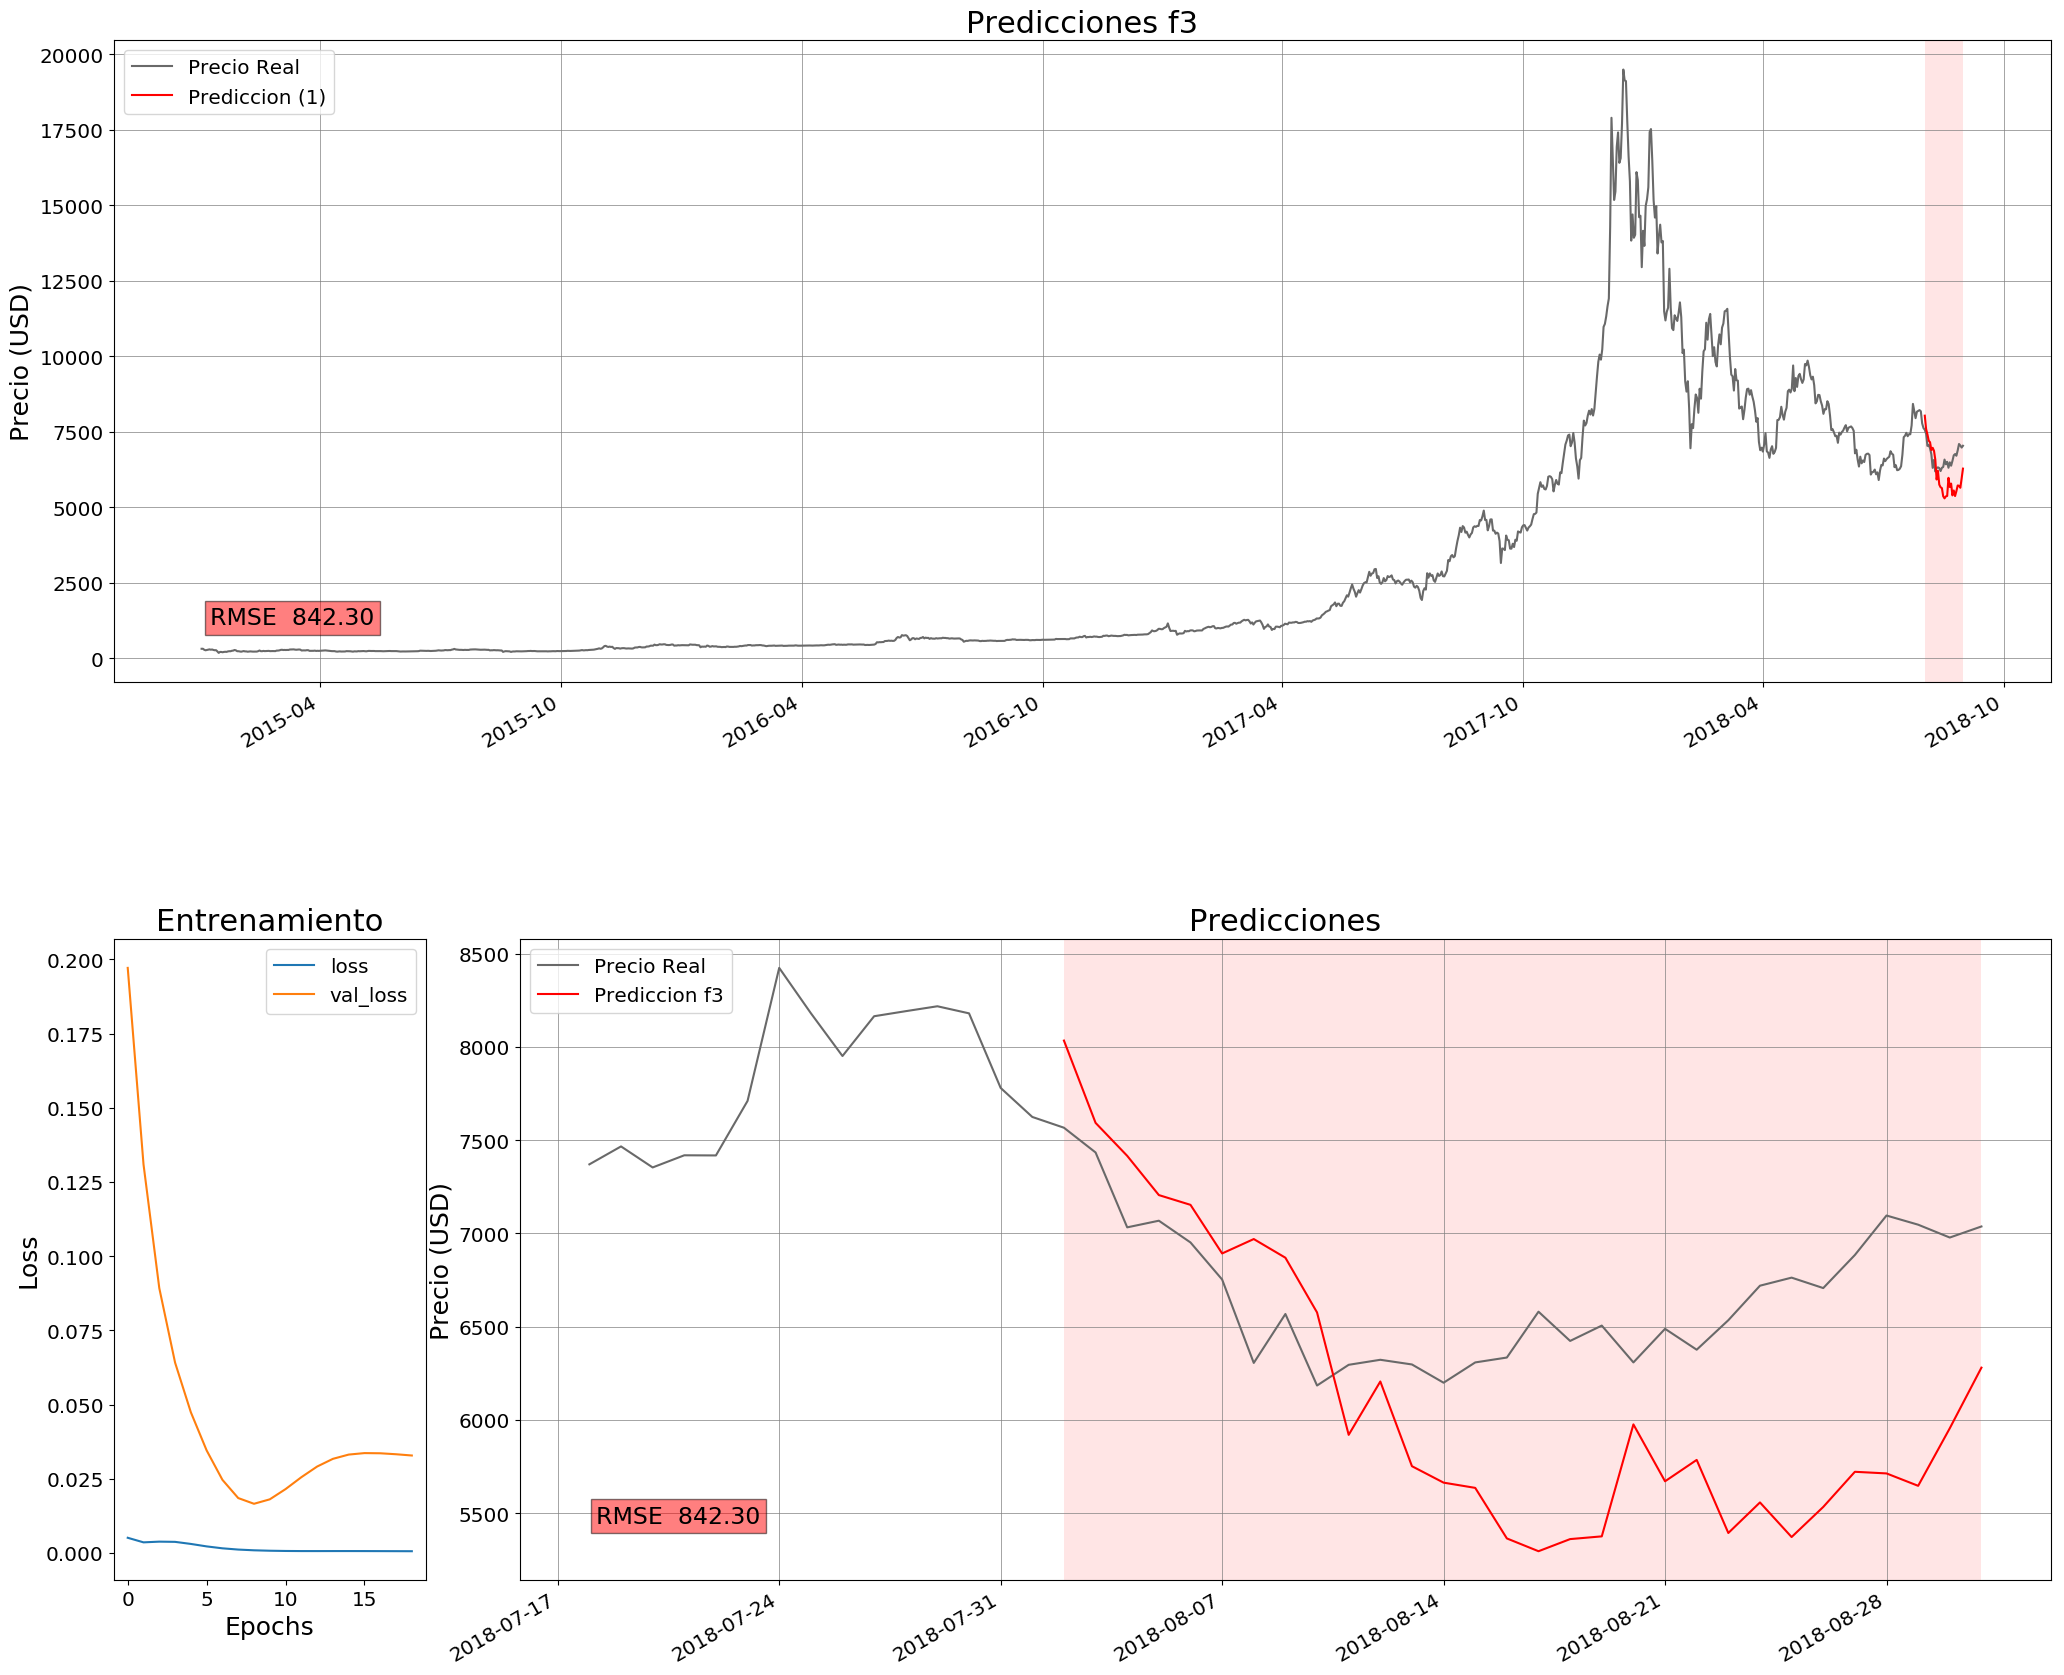 Predicciones f3
Precio Real
Prediccion (1)
Precio (USD)
20000
17500
15000
12500
10000
7500
5000
2500
0
RMSE  842.30
2015-04
2015-10
2016-04
2016-10
2017-04
2017-10
2018-04
2018-10
Entrenamiento
loss
val_loss
Loss
0.200
0.175
0.150
0.125
0.100
0.075
0.050
0.025
0.000
0
5
10
15
Epochs
Predicciones
Precio Real
Prediccion f3
Precio (USD)
8500
8000
7500
7000
6500
6000
5500
RMSE  842.30
2018-07-17
2018-07-24
2018-07-31
2018-08-07
2018-08-14
2018-08-21
2018-08-28